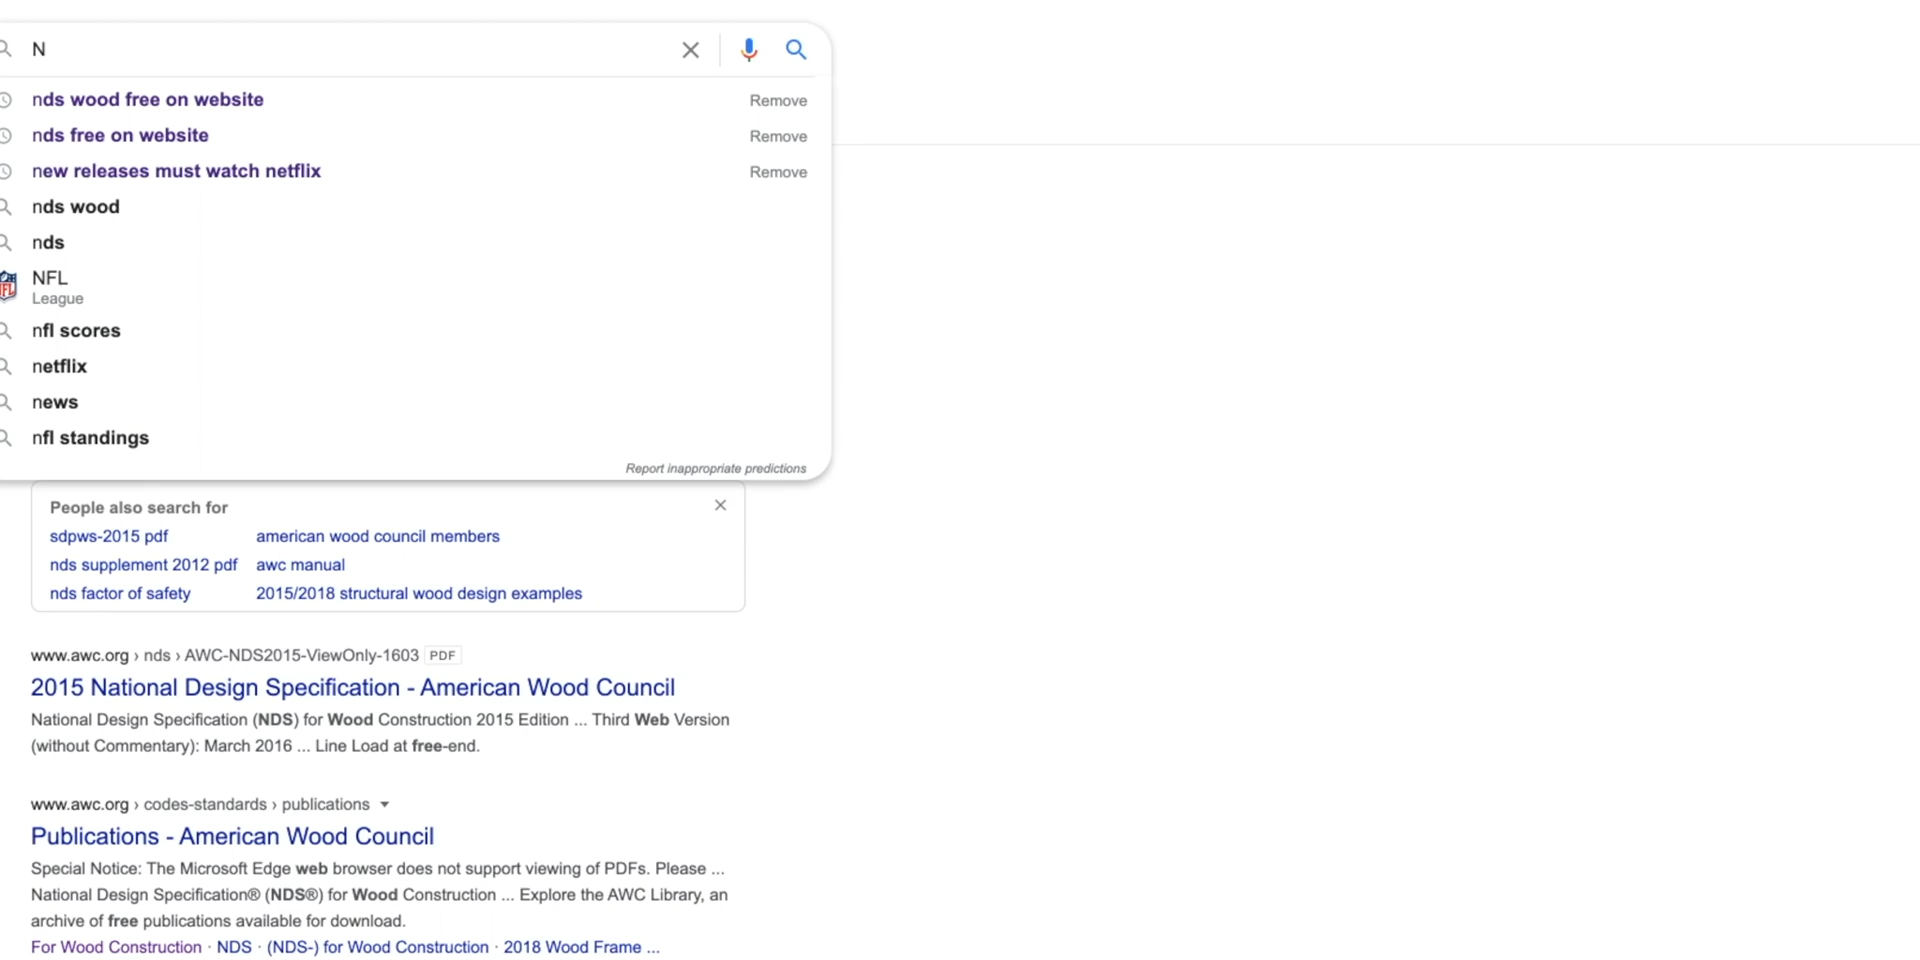 N
nds wood free on website Remove
nds free on website Remove
new releases must watch netflix Remove
nds wood
nds
NFL
League
nfl scores
netflix
news
nfl standings
Report inappropriate predictions
People also search for
sdpws-2015 pdf american wood council members
nds supplement 2012 pdf awc manual
nds factor of safety 2015/2018 structural wood design examples
www.awc.org › nds › AWC-NDS2015-ViewOnly-1603 PDF
2015 National Design Specification - American Wood Council
National Design Specification (NDS) for Wood Construction 2015 Edition ... Third Web Version
(without Commentary): March 2016 ... Line Load at free-end.
www.awc.org › codes-standards › publications
Publications - American Wood Council
Special Notice: The Microsoft Edge web browser does not support viewing of PDFs. Please ...
National Design Specification® (NDS®) for Wood Construction ... Explore the AWC Library, an
archive of free publications available for download.
For Wood Construction · NDS · (NDS-) for Wood Construction · 2018 Wood Frame ...